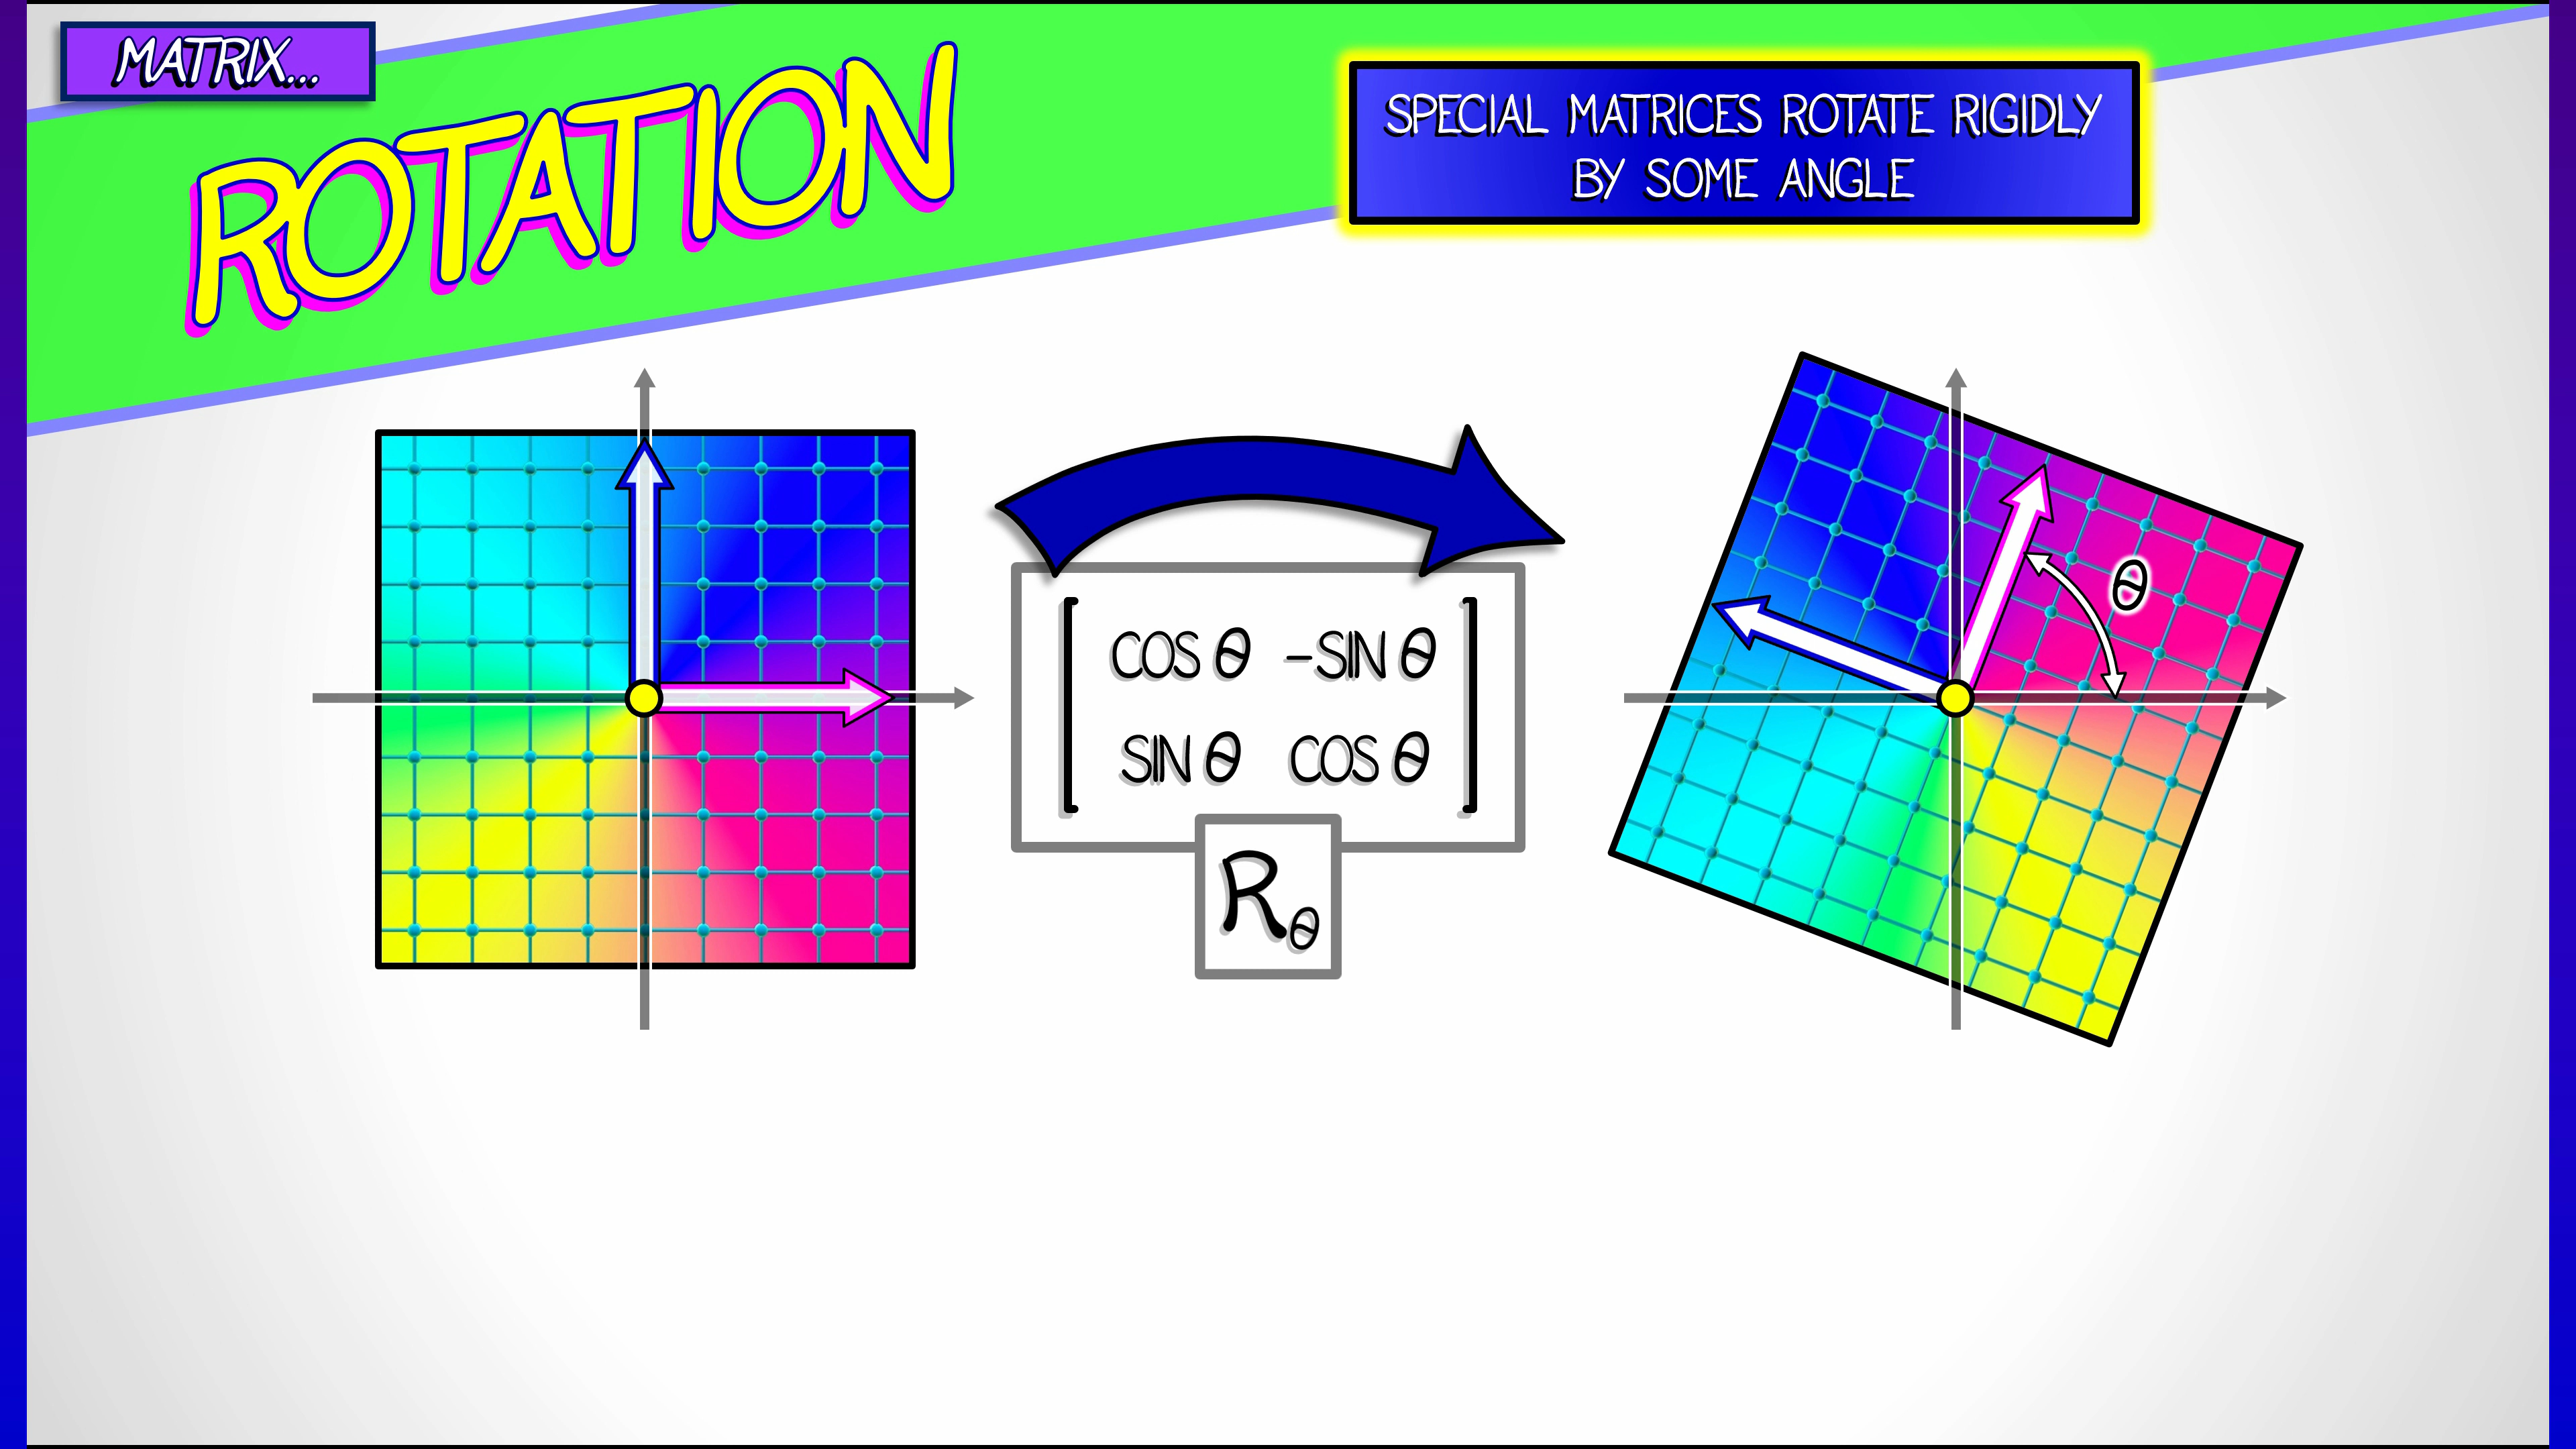 MATRIX...
ROTATION
SPECIAL MATRICES ROTATE RIGIDLY
BY SOME ANGLE
COS θ -SIN θ
SIN θ COS θ
Rθ
θ